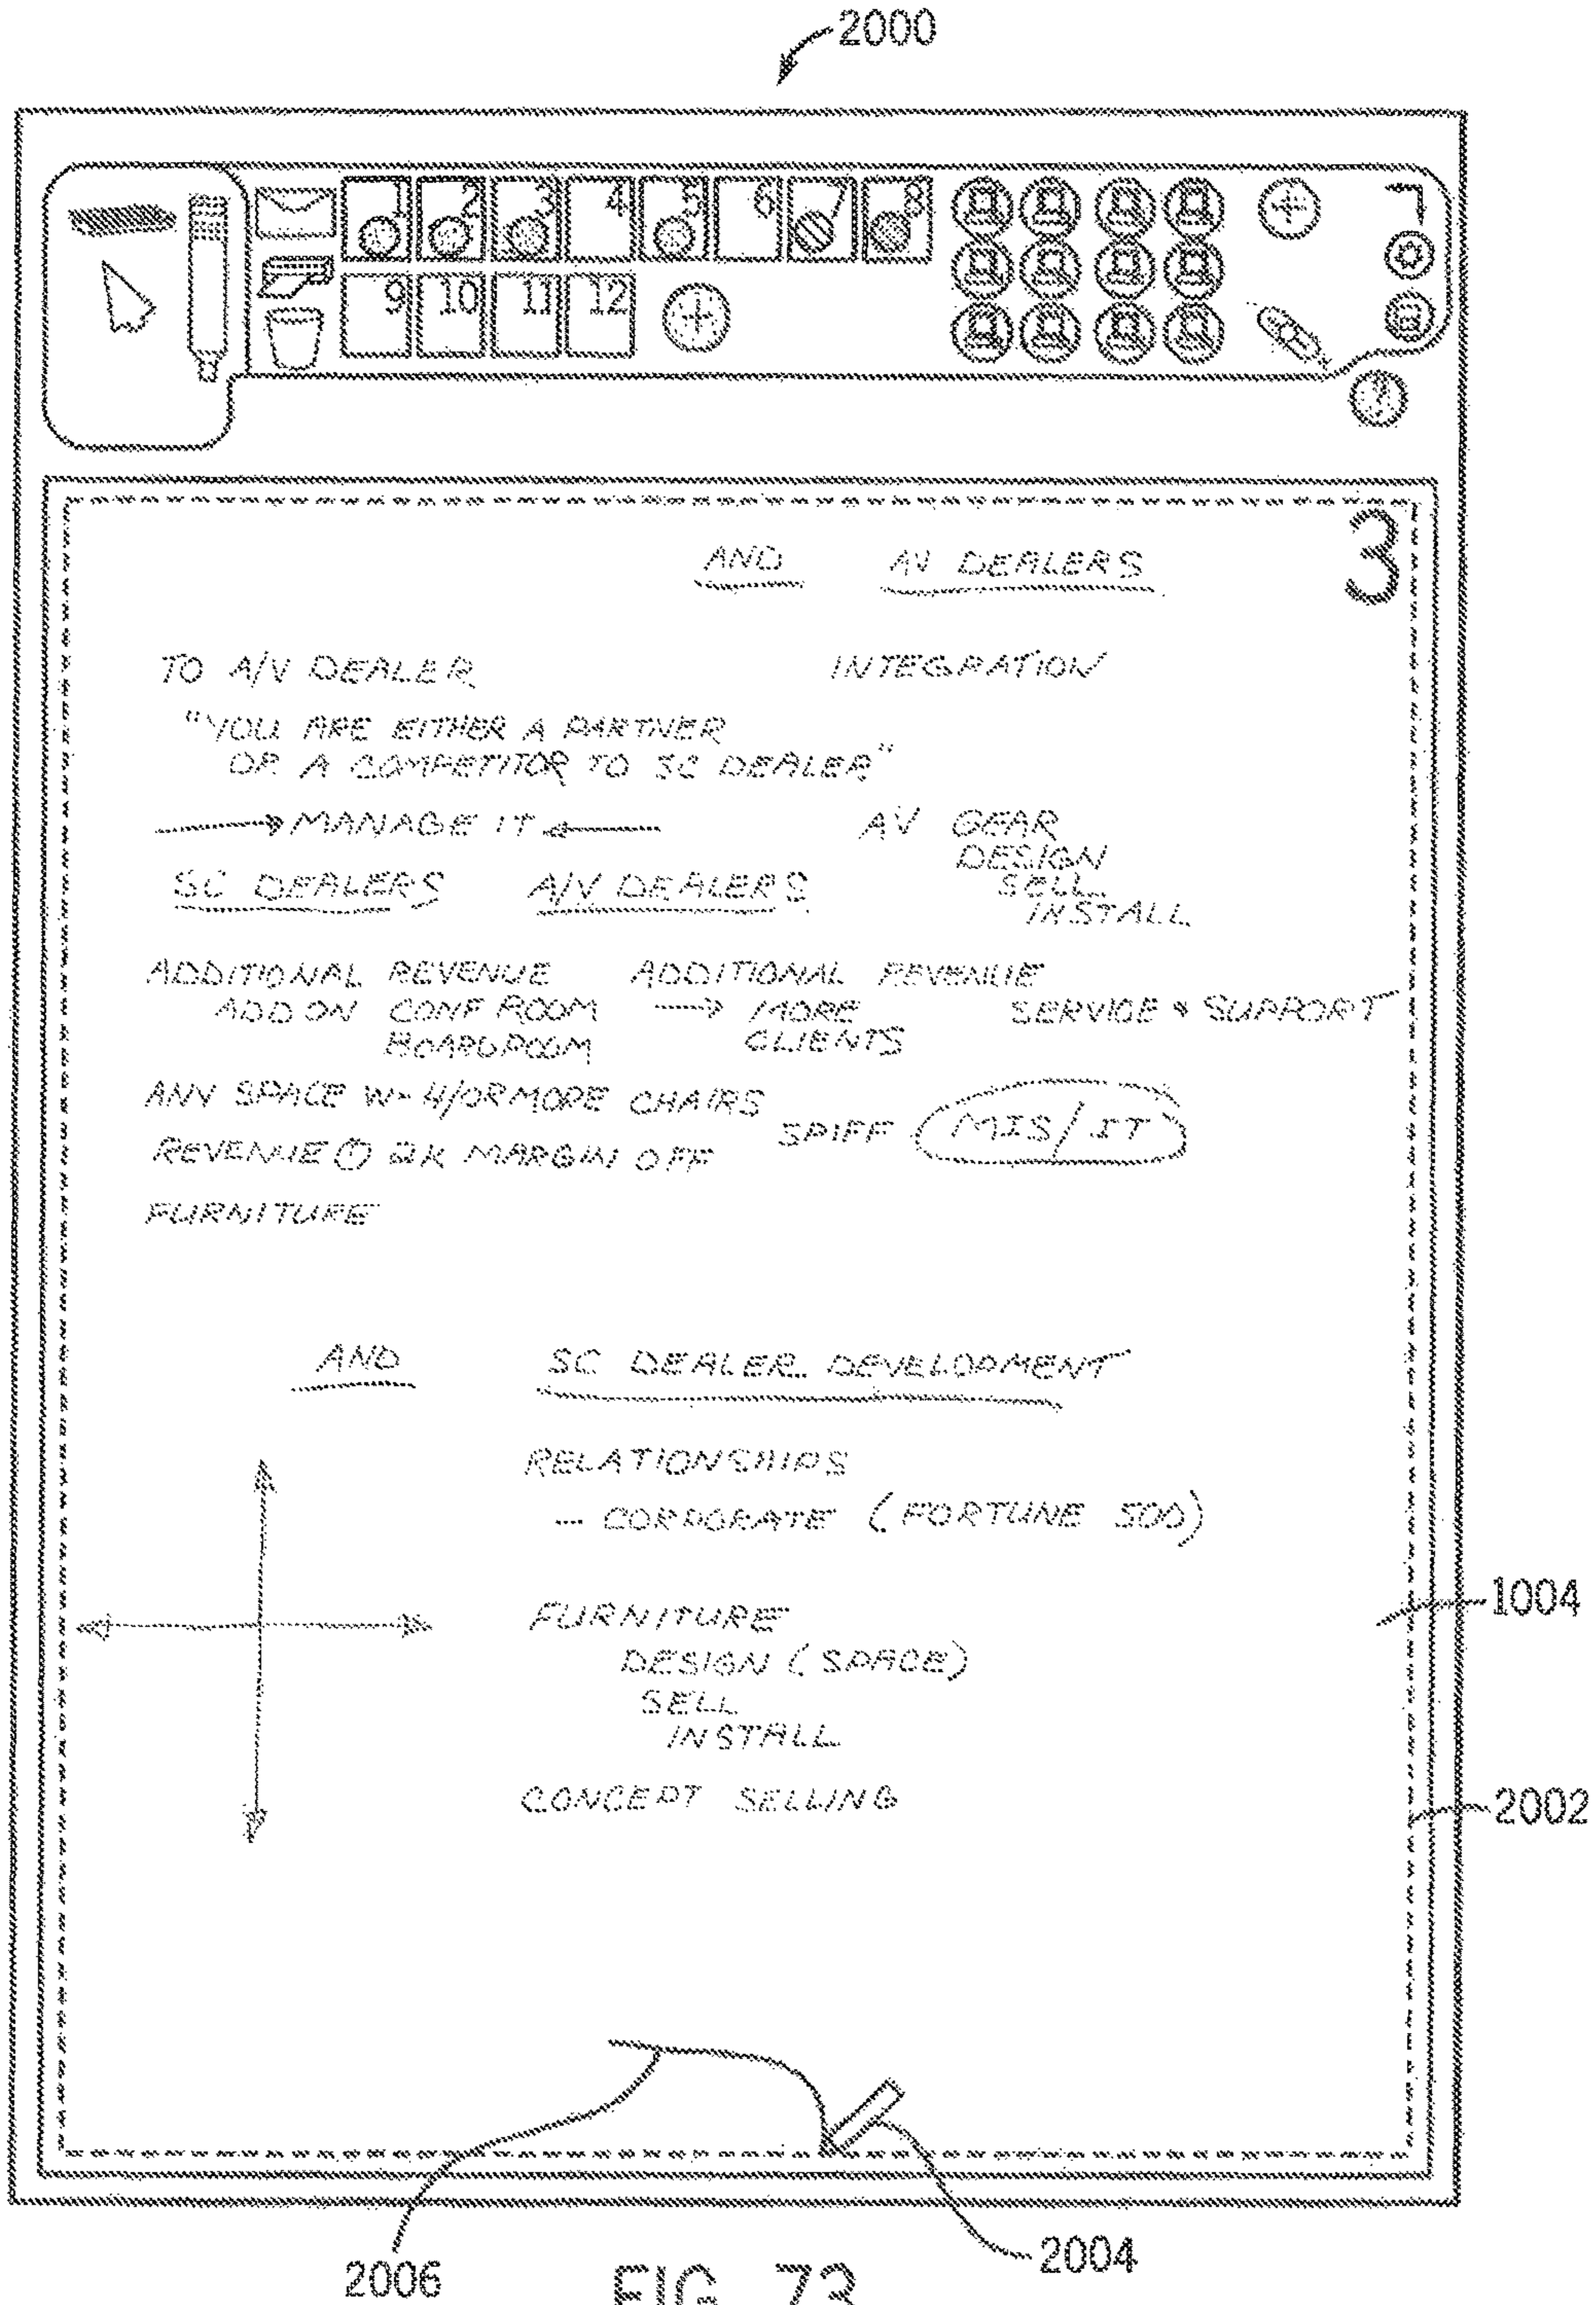 2000
1 2 3 4 5 6 7 8
9 10 11 12
?
3
AND AV DEALERS
TO A/V DEALER INTEGRATION
"YOU ARE EITHER A PARTNER
OR A COMPETITOR TO SC DEALER"
MANAGE IT AV GEAR
DESIGN
SELL
INSTALL
SC DEALERS A/V DEALERS
ADDITIONAL REVENUE ADDITIONAL REVENUE
ADD ON CONF ROOM MORE SERVICE & SUPPORT
BOARDROOM CLIENTS
ANY SPACE W- 4/OR MORE CHAIRS
SPIFF MIS/IT
REVENUE 2K MARGIN OFF
FURNITURE
AND SC DEALER DEVELOPMENT
RELATIONSHIPS
- CORPORATE (FORTUNE 500)
FURNITURE
DESIGN (SPACE)
SELL
INSTALL
CONCEPT SELLING
1004
2002
2006
2004
FIG. 73